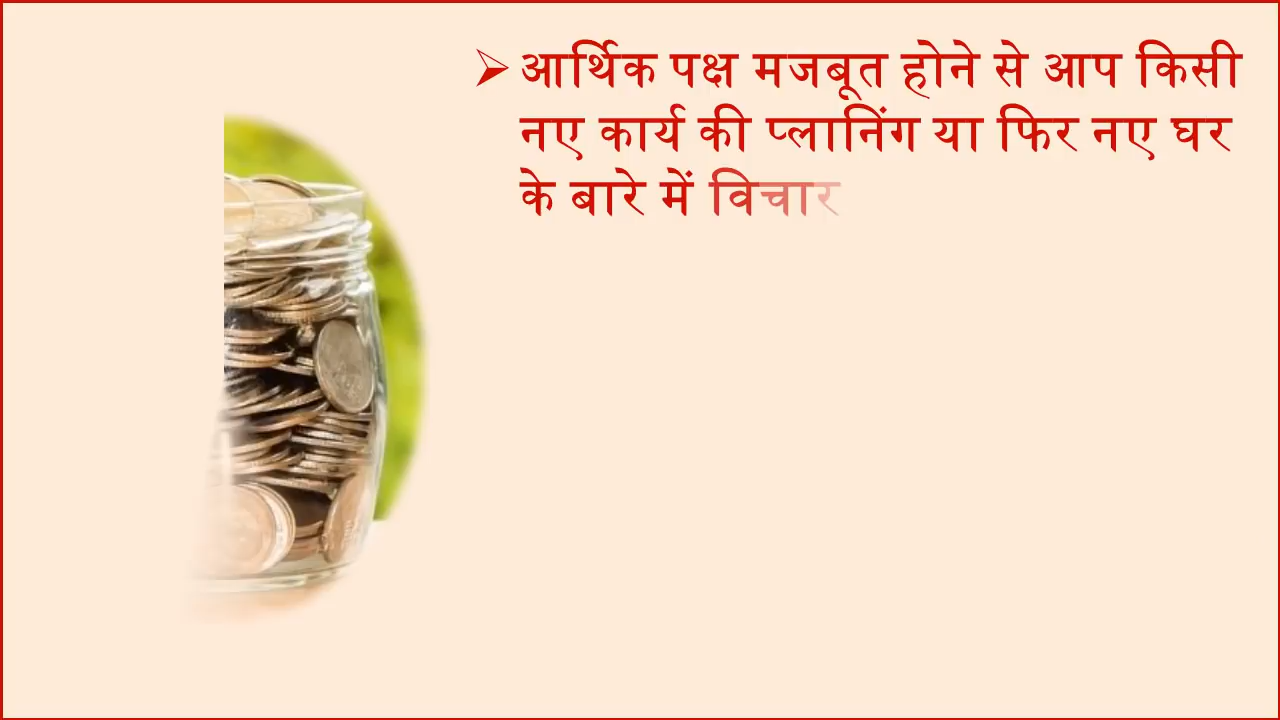 ➢ आर्थिक पक्ष मजबूत होने से आप किसी
नए कार्य की प्लानिंग या फिर नए घर
के बारे में विचार